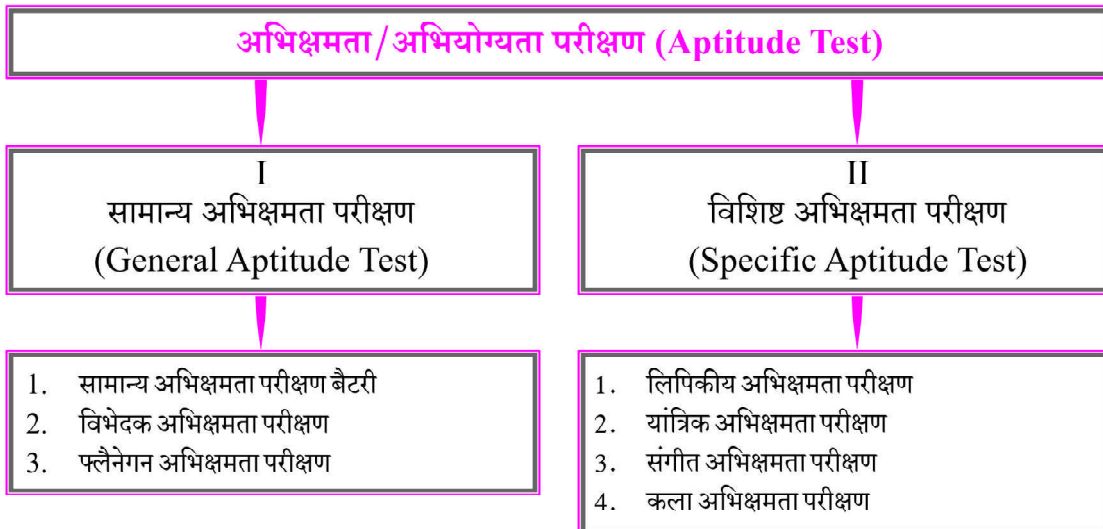 अभिक्षमता/अभियोग्यता परीक्षण (Aptitude Test)
I
सामान्य अभिक्षमता परीक्षण
(General Aptitude Test)
II
विशिष्ट अभिक्षमता परीक्षण
(Specific Aptitude Test)
1. सामान्य अभिक्षमता परीक्षण बैटरी
2. विभेदक अभिक्षमता परीक्षण
3. फ्लैनेगन अभिक्षमता परीक्षण
1. लिपिकीय अभिक्षमता परीक्षण
2. यांत्रिक अभिक्षमता परीक्षण
3. संगीत अभिक्षमता परीक्षण
4. कला अभिक्षमता परीक्षण